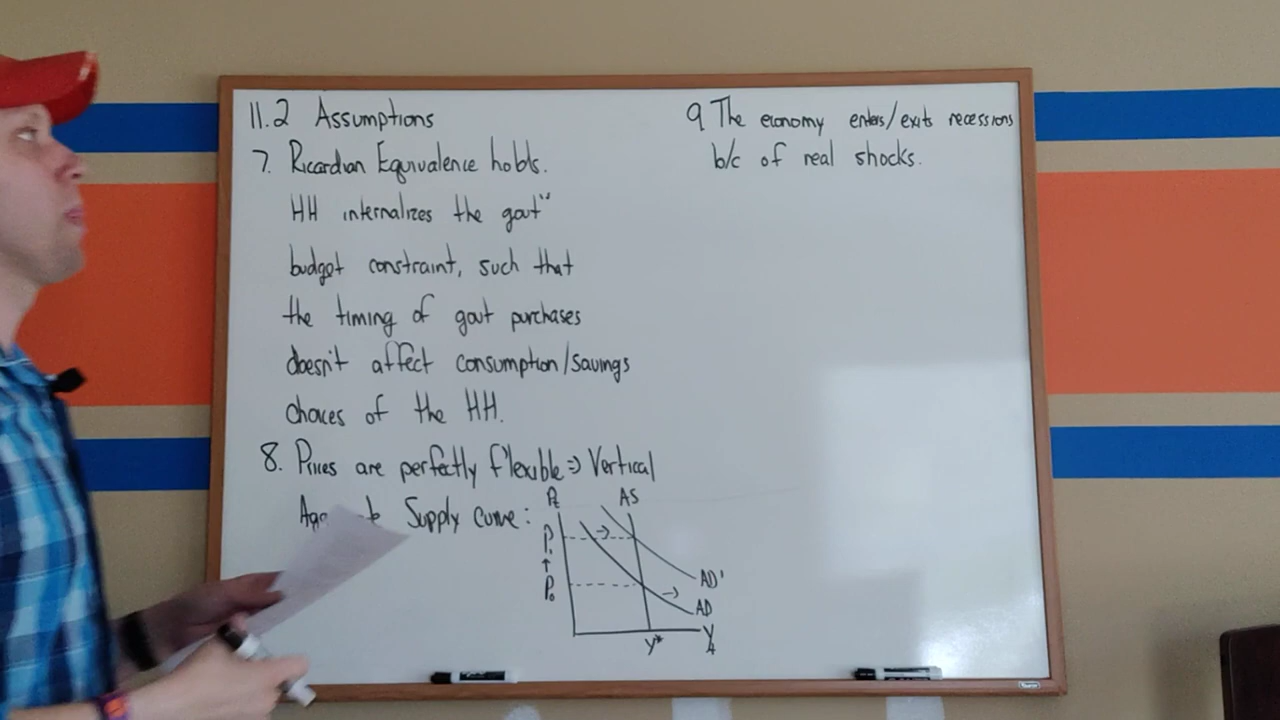 11.2 Assumptions
7. Ricardian Equivalence holds.
HH internalizes the gov't's
budget constraint, such that
the timing of gov't purchases
doesn't affect consumption/savings
choices of the HH.
8. Prices are perfectly flexible ⇒ Vertical
Supply curve:
Pt AS
P₁
↑
P₀
AD'
AD
Y* Yt
9 The economy enters/exits recessions
b/c of real shocks.